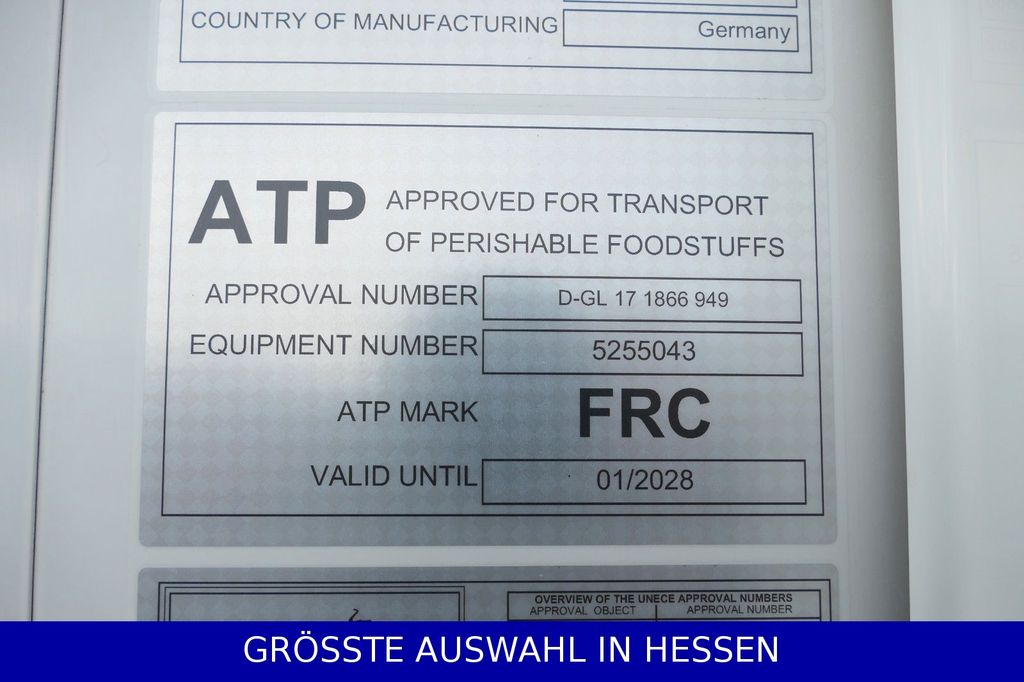 COUNTRY OF MANUFACTURING Germany
ATP APPROVED FOR TRANSPORT
OF PERISHABLE FOODSTUFFS
APPROVAL NUMBER D-GL 17 1866 949
EQUIPMENT NUMBER 5255043
ATP MARK FRC
VALID UNTIL 01/2028
OVERVIEW OF THE UNECE APPROVAL NUMBERS
APPROVAL OBJECT APPROVAL NUMBER
GRÖSSTE AUSWAHL IN HESSEN